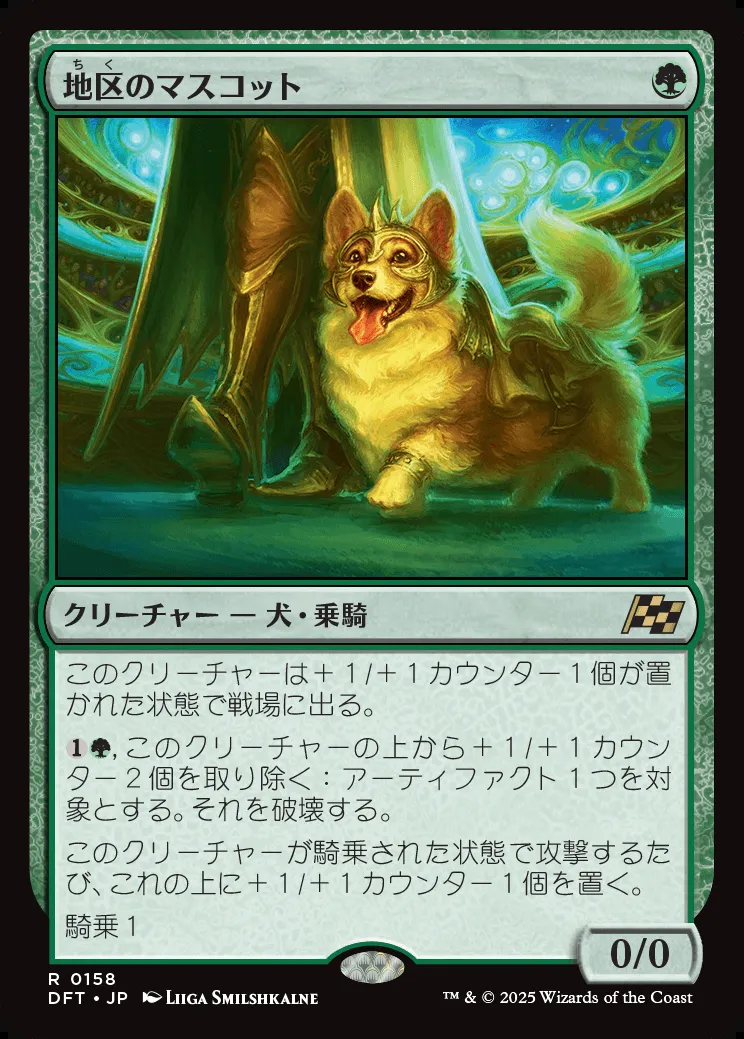 ちく
地区のマスコット
クリーチャー — 犬・乗騎
このクリーチャーは+1/+1カウンター1個が置
かれた状態で戦場に出る。
1, このクリーチャーの上から+1/+1カウン
ター2個を取り除く：アーティファクト1つを対
象とする。それを破壊する。
このクリーチャーが騎乗された状態で攻撃するた
び、これの上に+1/+1カウンター1個を置く。
騎乗1
0/0
R 0158
DFT • JP LIIGA SMILSHKALNE
™ & © 2025 Wizards of the Coast